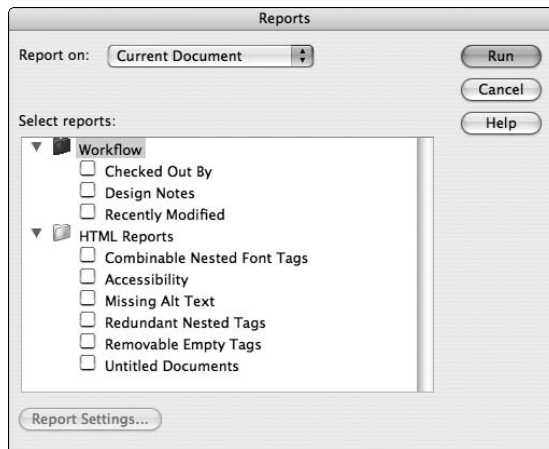 Reports
Report on: Current Document
Run
Cancel
Help
Select reports:
Workflow
Checked Out By
Design Notes
Recently Modified
HTML Reports
Combinable Nested Font Tags
Accessibility
Missing Alt Text
Redundant Nested Tags
Removable Empty Tags
Untitled Documents
Report Settings...